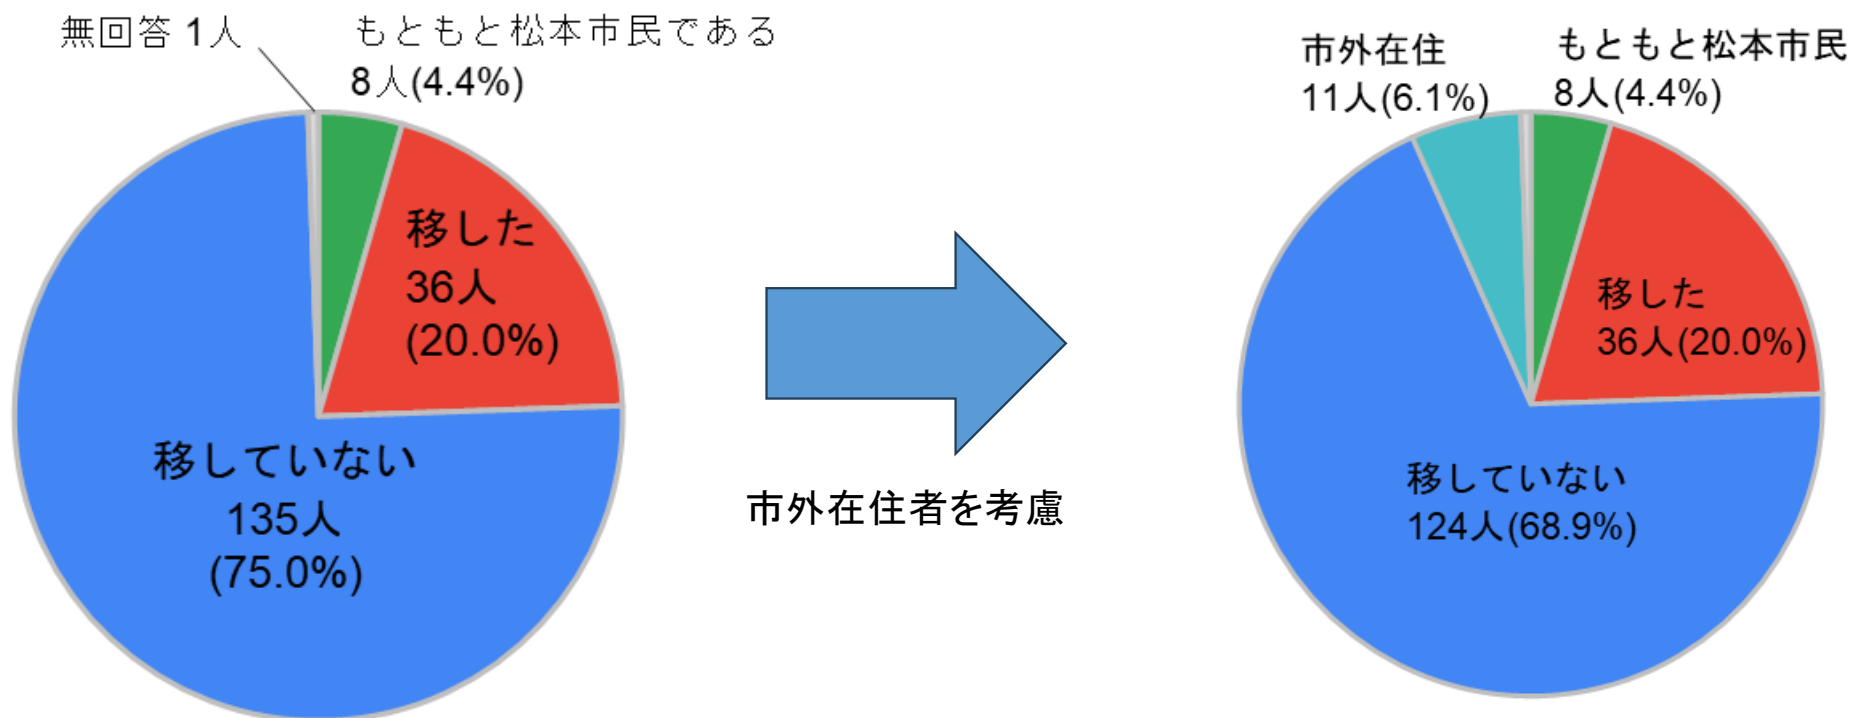 無回答 1人
もともと松本市民である
8人(4.4%)
移した
36人
(20.0%)
移していない
135人
(75.0%)
市外在住者を考慮
市外在住
11人(6.1%)
もともと松本市民
8人(4.4%)
移した
36人(20.0%)
移していない
124人(68.9%)